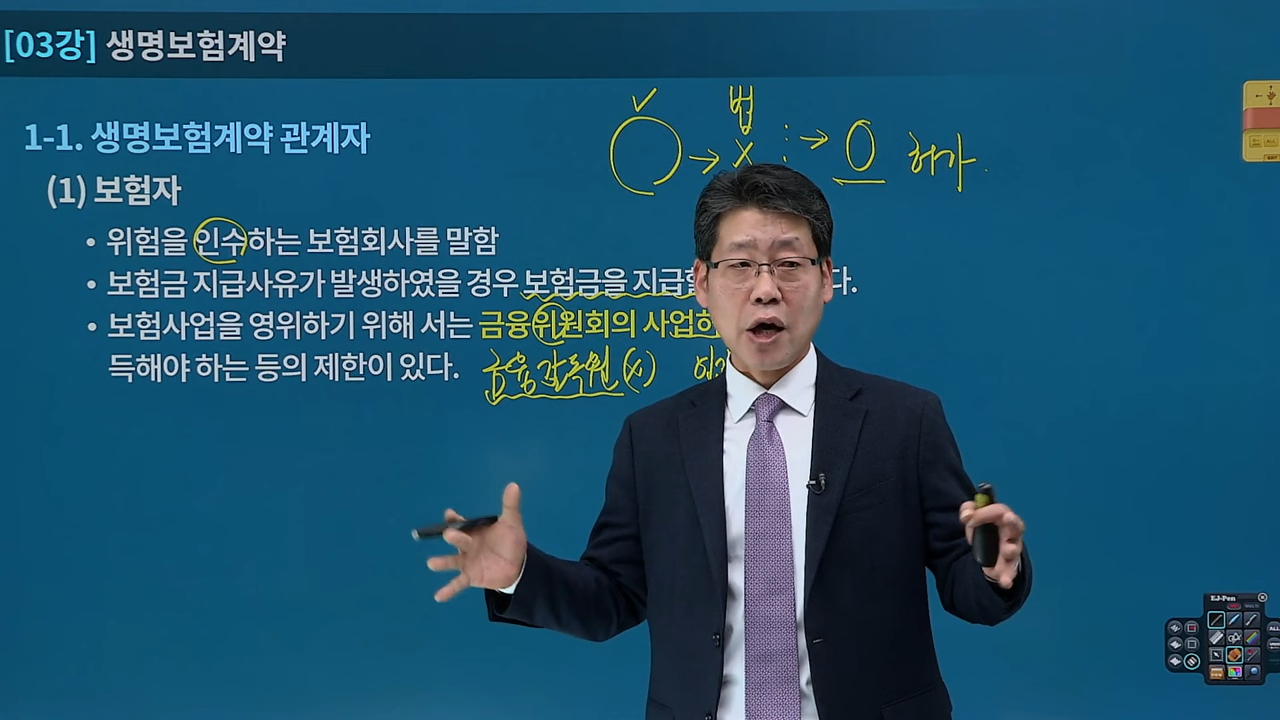 [03강] 생명보험계약
법
1-1. 생명보험계약 관계자
X : → O 허가.
(1) 보험자
• 위험을 인수하는 보험회사를 말함
• 보험금 지급사유가 발생하였을 경우 보험금을 지급할 다.
• 보험사업을 영위하기 위해 서는 금융위원회의 사업허
득해야 하는 등의 제한이 있다. 금융감독원(x)
EJ-Pen